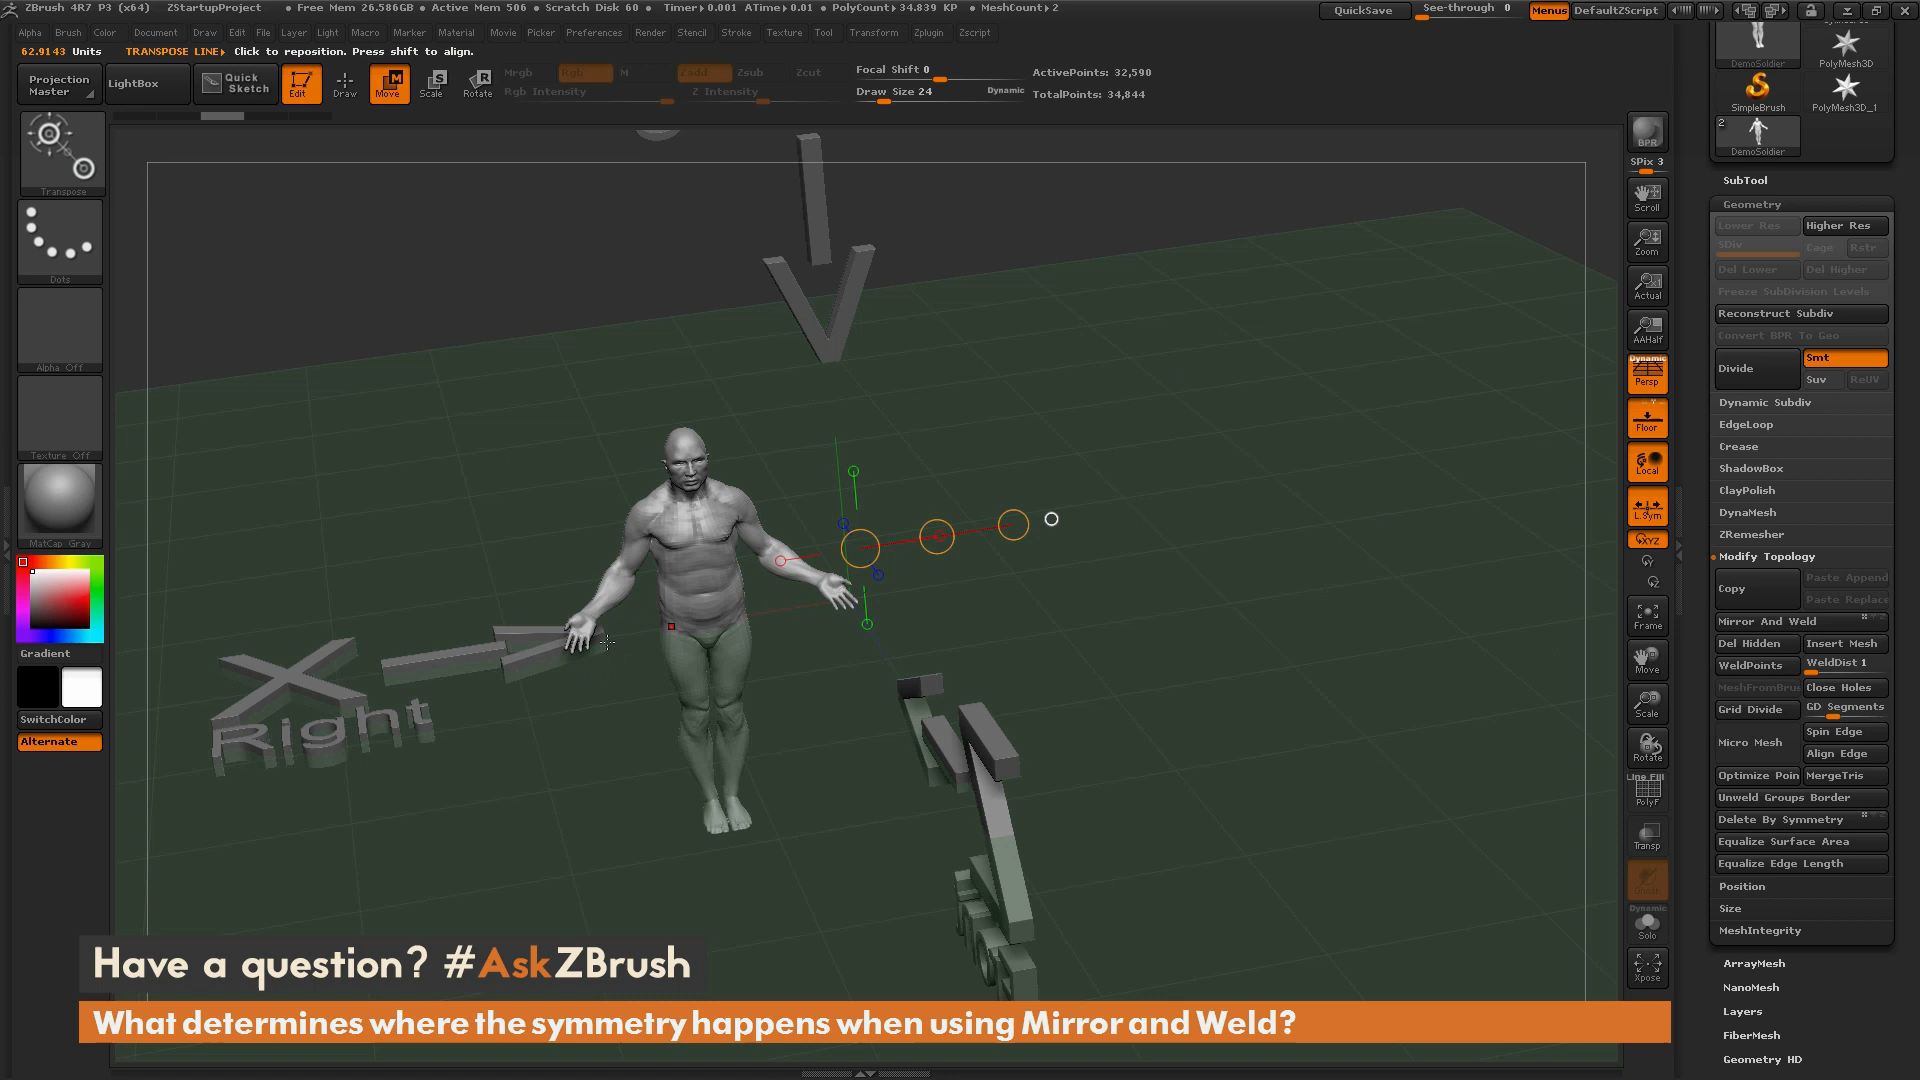 ZBrush 4R7 P3 (x64) ZStartupProject • Free Mem 26.586GB • Active Mem 506 • Scratch Disk 60 • Timer▸0.001 ATime▸0.01 • PolyCount▸34.839 KP • MeshCount▸2 QuickSave See-through 0 Menus DefaultZScript
Alpha Brush Color Document Draw Edit File Layer Light Macro Marker Material Movie Picker Preferences Render Stencil Stroke Texture Tool Transform Zplugin Zscript
62.9143 Units TRANSPOSE LINE▸ Click to reposition. Press shift to align.
Projection Master
LightBox
Quick Sketch
Edit
Draw
Move
Scale
Rotate
Mrgb Rgb M
Rgb Intensity
Zadd Zsub Zcut
Z Intensity
Focal Shift 0
Draw Size 24 Dynamic
ActivePoints: 32,590
TotalPoints: 34,844
Transpose
Dots
Alpha Off
Texture Off
MatCap Gray
Gradient
SwitchColor
Alternate
X
Right
Y
BPR
SPix 3
Scroll
Zoom
Actual
AAHalf
Dynamic
Persp
Floor
Local
L.Sym
XYZ
Y
Z
Frame
Move
Scale
Rotate
Line Fill
PolyF
Transp
Dynamic
Solo
Xpose
DemoSoldier
PolyMesh3D
SimpleBrush
PolyMesh3D_1
2
DemoSoldier
SubTool
Geometry
Lower Res Higher Res
SDiv Cage Rstr
Del Lower Del Higher
Freeze SubDivision Levels
Reconstruct Subdiv
Convert BPR To Geo
Divide Smt
Suv ReUV
Dynamic Subdiv
EdgeLoop
Crease
ShadowBox
ClayPolish
DynaMesh
ZRemesher
Modify Topology
Copy Paste Append
Paste Replace
Mirror And Weld
Del Hidden Insert Mesh
WeldPoints WeldDist 1
MeshFromBrus Close Holes
Grid Divide GD Segments
Micro Mesh Spin Edge
Align Edge
Optimize Poin MergeTris
Unweld Groups Border
Delete By Symmetry
Equalize Surface Area
Equalize Edge Length
Position
Size
MeshIntegrity
ArrayMesh
NanoMesh
Layers
FiberMesh
Geometry HD
Have a question? #AskZBrush
What determines where the symmetry happens when using Mirror and Weld?